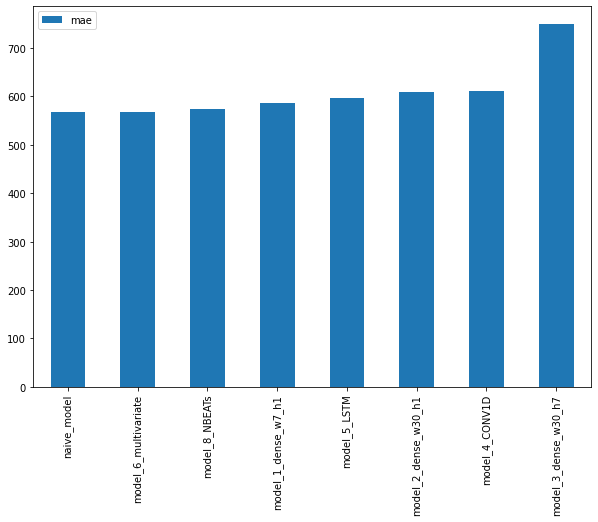 mae
700
600
500
400
300
200
100
0
naive_model
model_6_multivariate
model_8_NBEATs
model_1_dense_w7_h1
model_5_LSTM
model_2_dense_w30_h1
model_4_CONV1D
model_3_dense_w30_h7